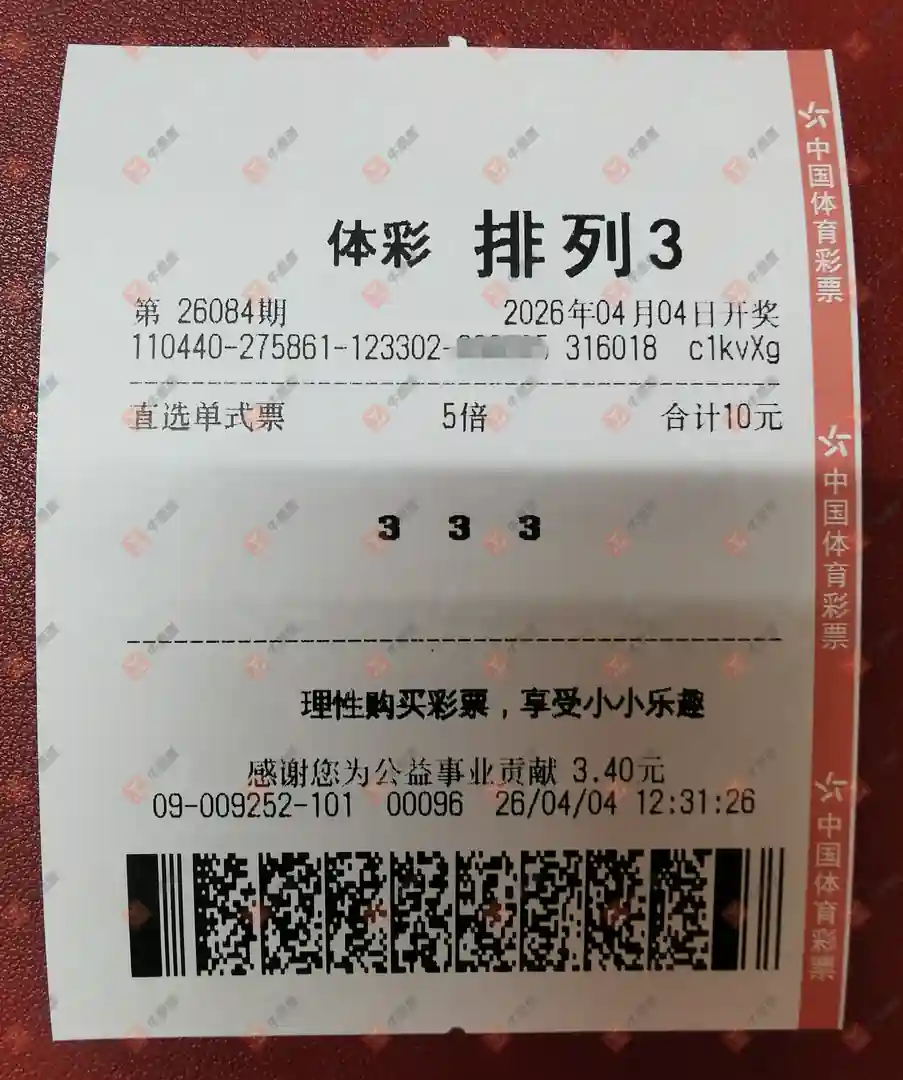 体彩 排列3
第 26084期 2026年04月04日开奖
110440-275861-123302- 316018 c1kvXg
直选单式票 5倍 合计10元
3 3 3
理性购买彩票，享受小小乐趣
感谢您为公益事业贡献 3.40元
09-009252-101 00096 26/04/04 12:31:26
中国体育彩票
中国体育彩票
中国体育彩票